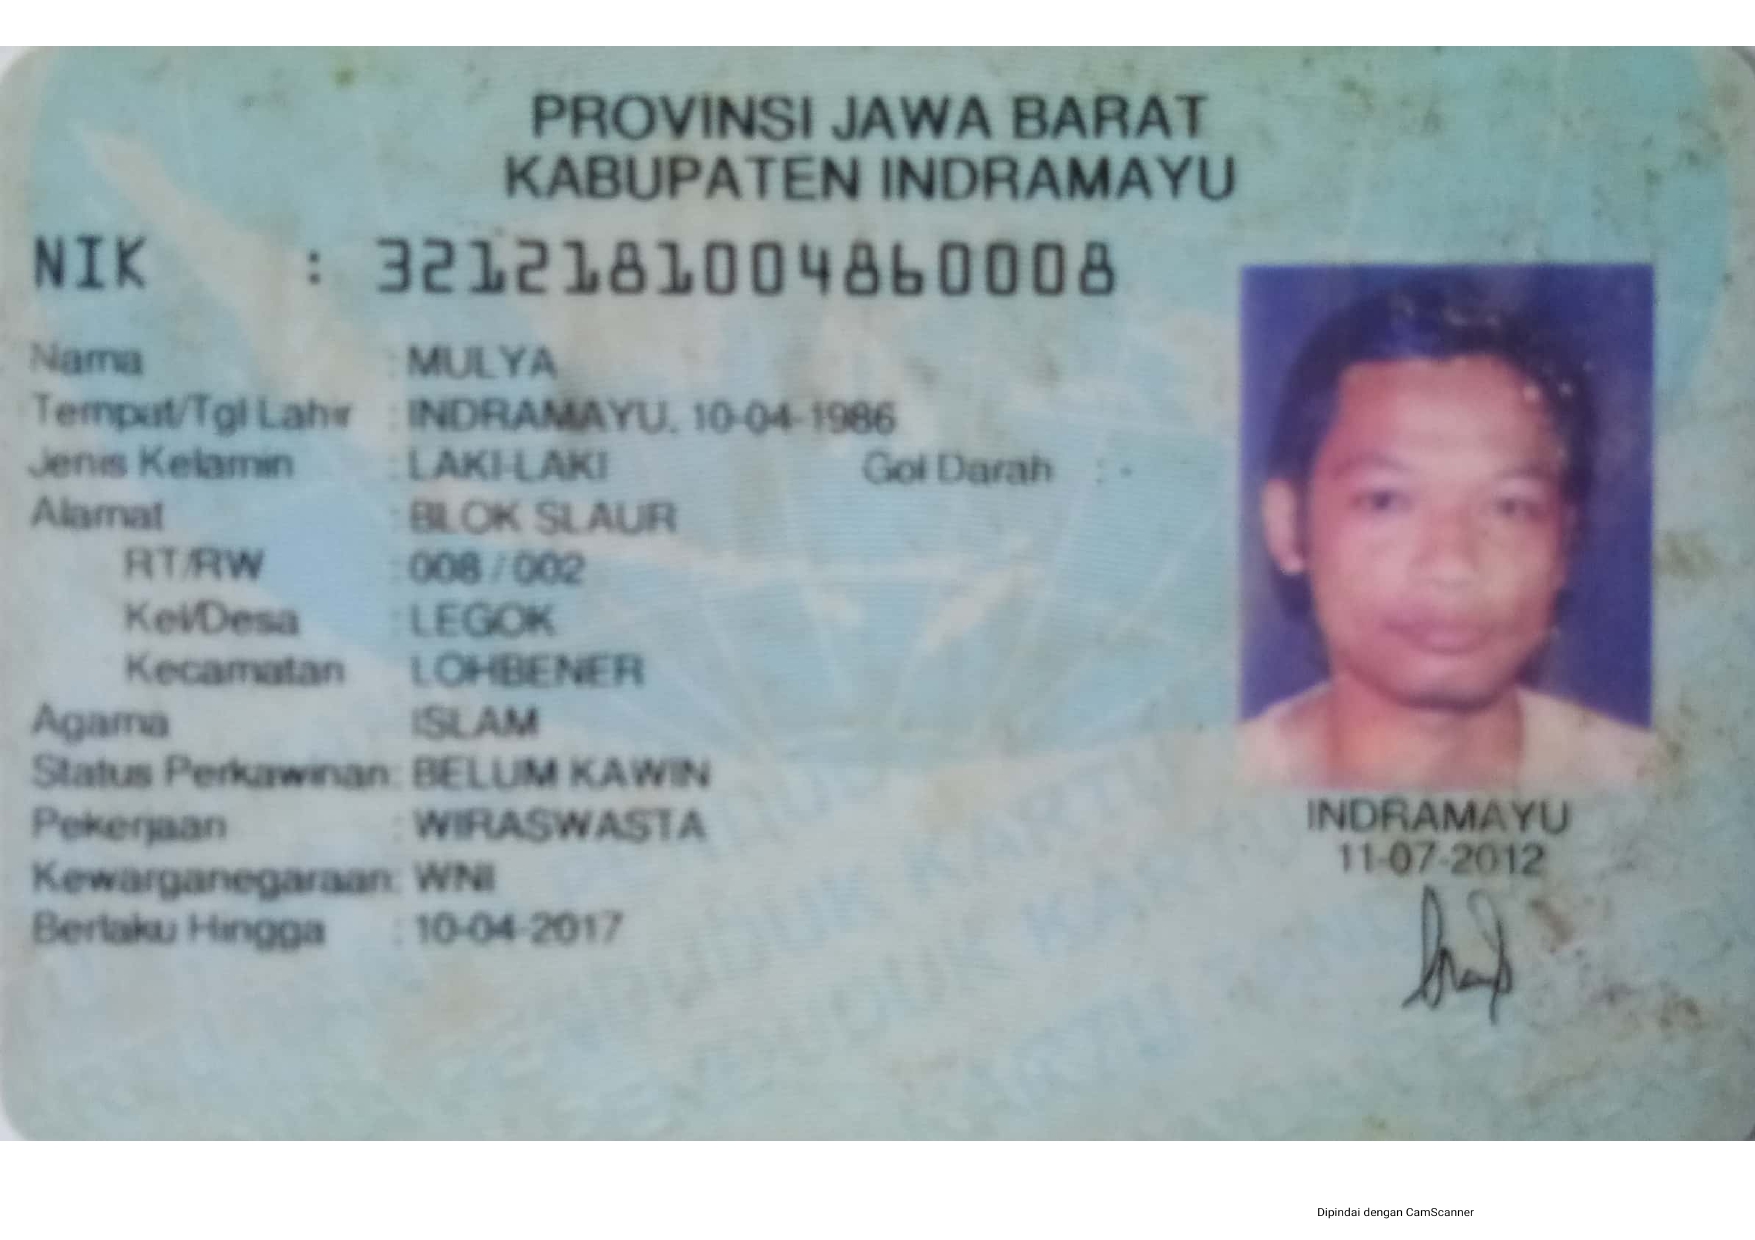 PROVINSI JAWA BARAT
KABUPATEN INDRAMAYU
NIK : 3212181004860008
Nama : MULYA
Tempat/Tgl Lahir : INDRAMAYU, 10-04-1986
Jenis Kelamin : LAKI-LAKI Gol Darah : -
Alamat : BLOK SLAUR
RT/RW : 008 / 002
Kel/Desa : LEGOK
Kecamatan : LOHBENER
Agama : ISLAM
Status Perkawinan: BELUM KAWIN
Pekerjaan : WIRASWASTA
Kewarganegaraan: WNI
Berlaku Hingga : 10-04-2017
INDRAMAYU
11-07-2012
Dipindai dengan CamScanner